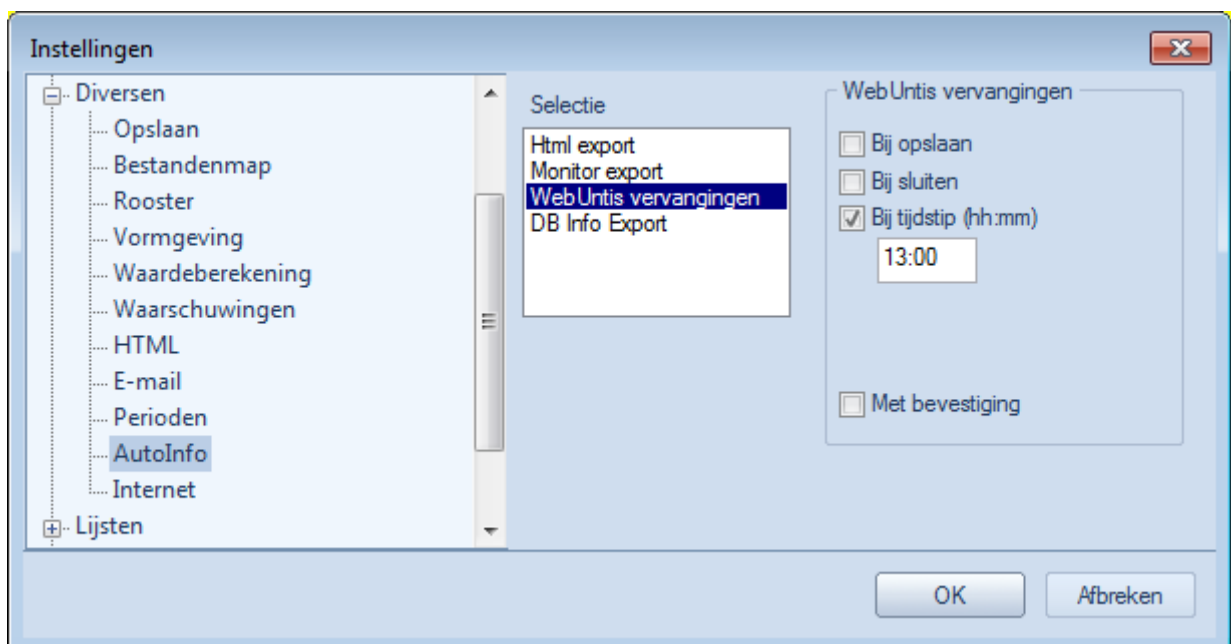 Instellingen
Diversen
Opslaan
Bestandenmap
Rooster
Vormgeving
Waardeberekening
Waarschuwingen
HTML
E-mail
Perioden
AutoInfo
Internet
Lijsten
Selectie
Html export
Monitor export
WebUntis vervangingen
DB Info Export
WebUntis vervangingen
Bij opslaan
Bij sluiten
Bij tijdstip (hh:mm)
13:00
Met bevestiging
OK
Afbreken